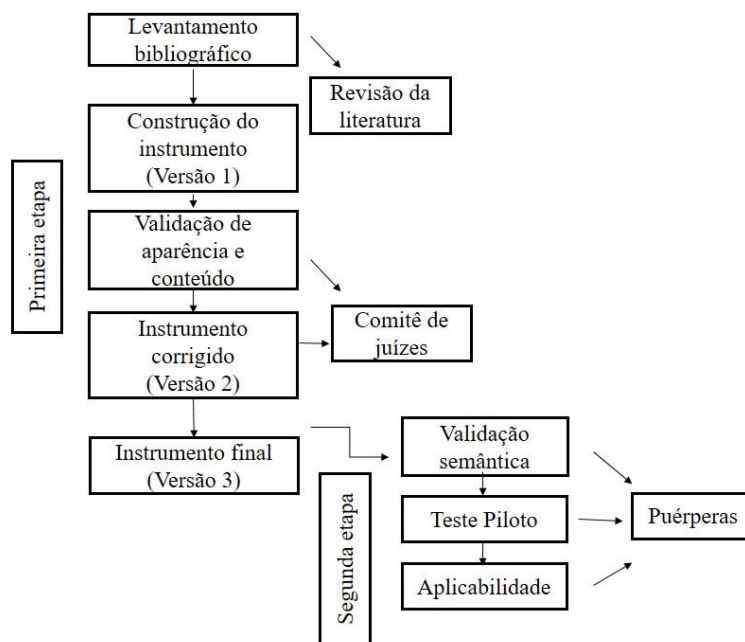 Levantamento
bibliográfico
Revisão da
literatura
Construção do
instrumento
(Versão 1)
Primeira etapa
Validação de
aparência e
conteúdo
Comitê de
juízes
Instrumento
corrigido
(Versão 2)
Instrumento final
(Versão 3)
Segunda etapa
Validação
semântica
Teste Piloto
Puérperas
Aplicabilidade